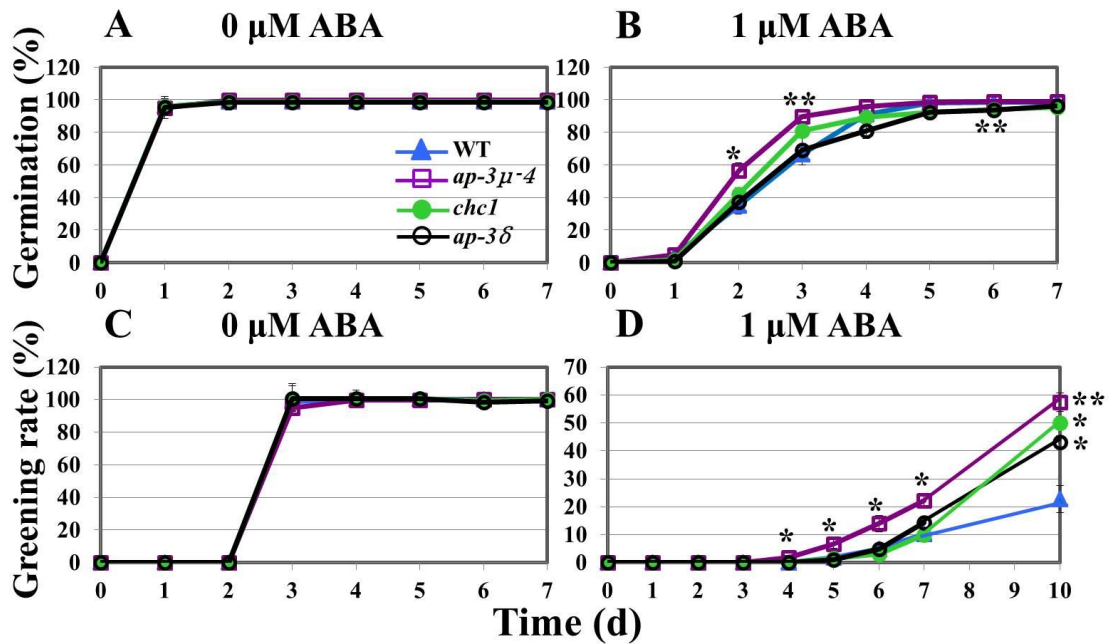 A 0 μM ABA
B 1 μM ABA
Germination (%)
120
100
80
60
40
20
0
0 1 2 3 4 5 6 7
WT
ap-3μ-4
chc1
ap-3δ
120
100
80
60
40
20
0
0 1 2 3 4 5 6 7
*
**
**
C 0 μM ABA
D 1 μM ABA
Greening rate (%)
120
100
80
60
40
20
0
0 1 2 3 4 5 6 7
70
60
50
40
30
20
10
0
0 1 2 3 4 5 6 7 8 9 10
* * * *
**
*
*
Time (d)